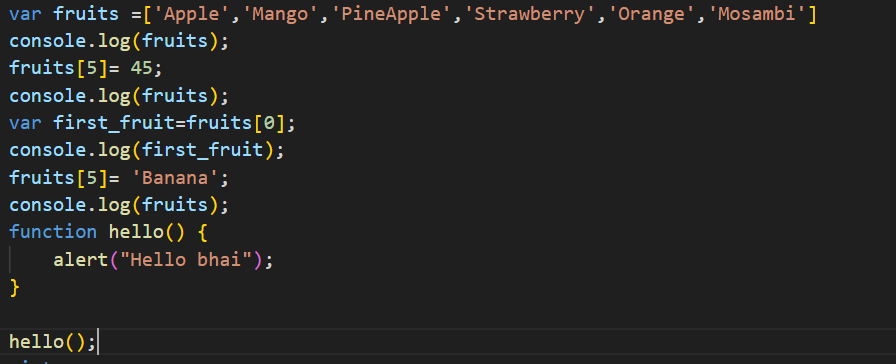 var fruits =['Apple','Mango','PineApple','Strawberry','Orange','Mosambi']
console.log(fruits);
fruits[5]= 45;
console.log(fruits);
var first_fruit=fruits[0];
console.log(first_fruit);
fruits[5]= 'Banana';
console.log(fruits);
function hello() {
    alert("Hello bhai");
}
hello();